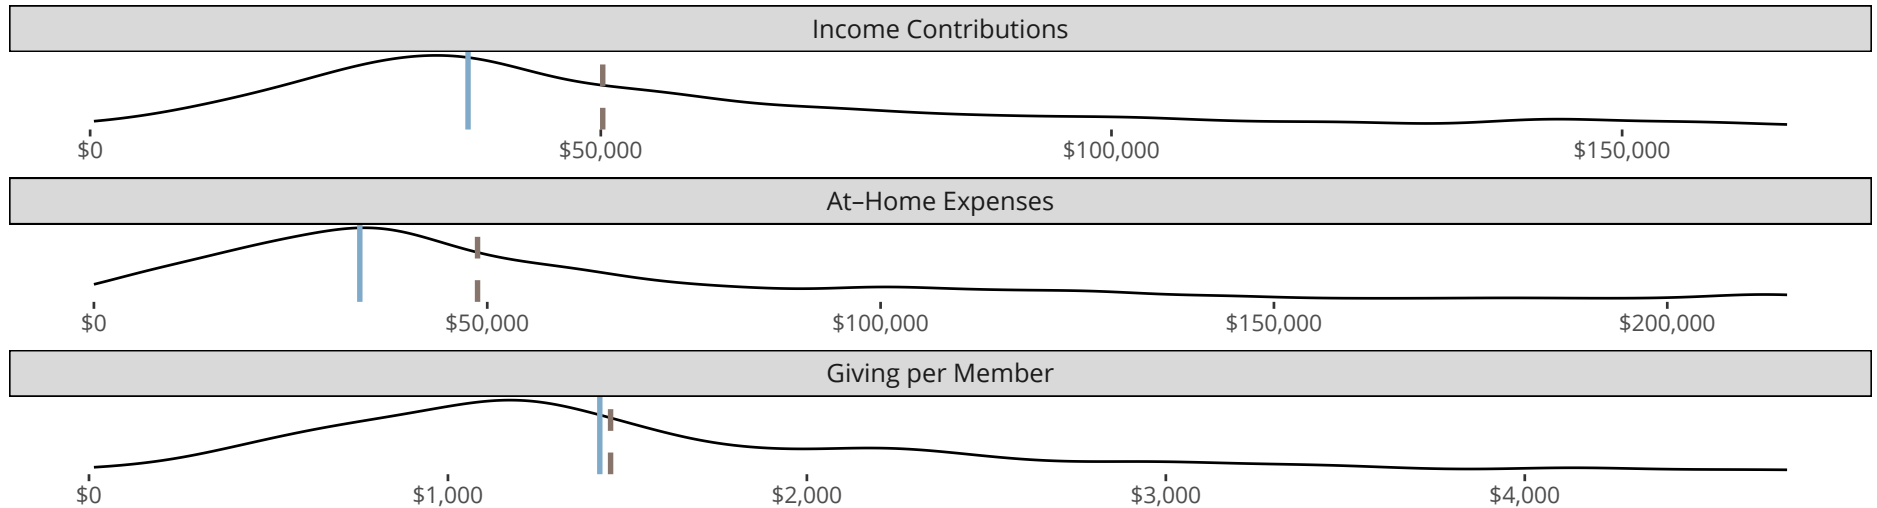 Income Contributions
$0 $50,000 $100,000 $150,000
At–Home Expenses
$0 $50,000 $100,000 $150,000 $200,000
Giving per Member
$0 $1,000 $2,000 $3,000 $4,000